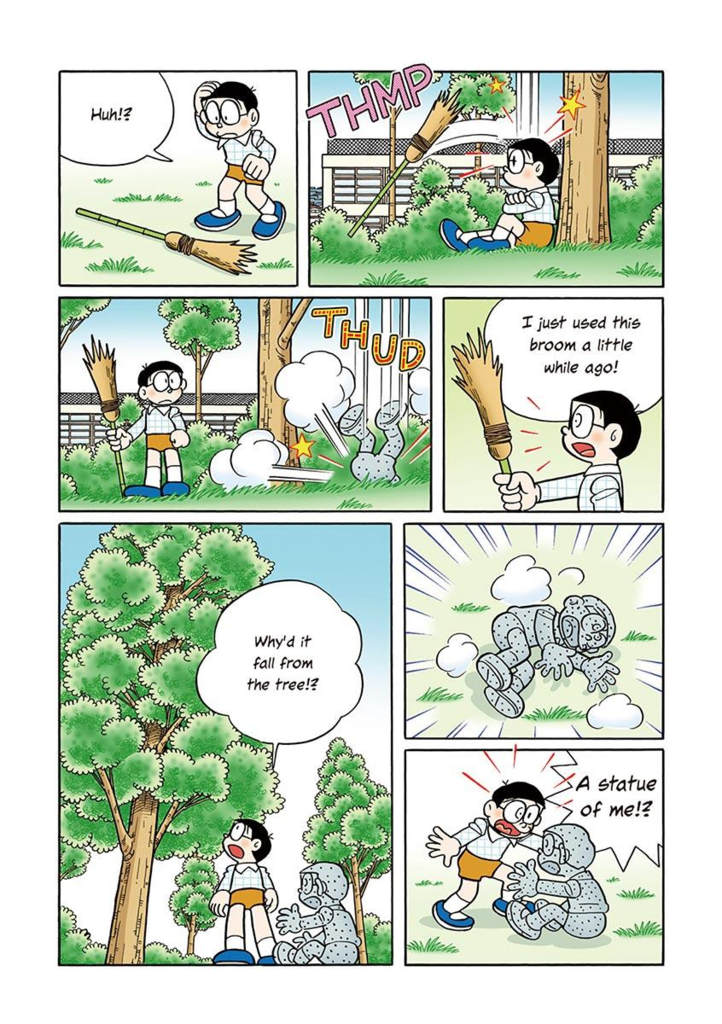 Huh!?
THMP
I just used this
broom a little
while ago!
THUD
Why'd it
fall from
the tree!?
A statue
of me!?